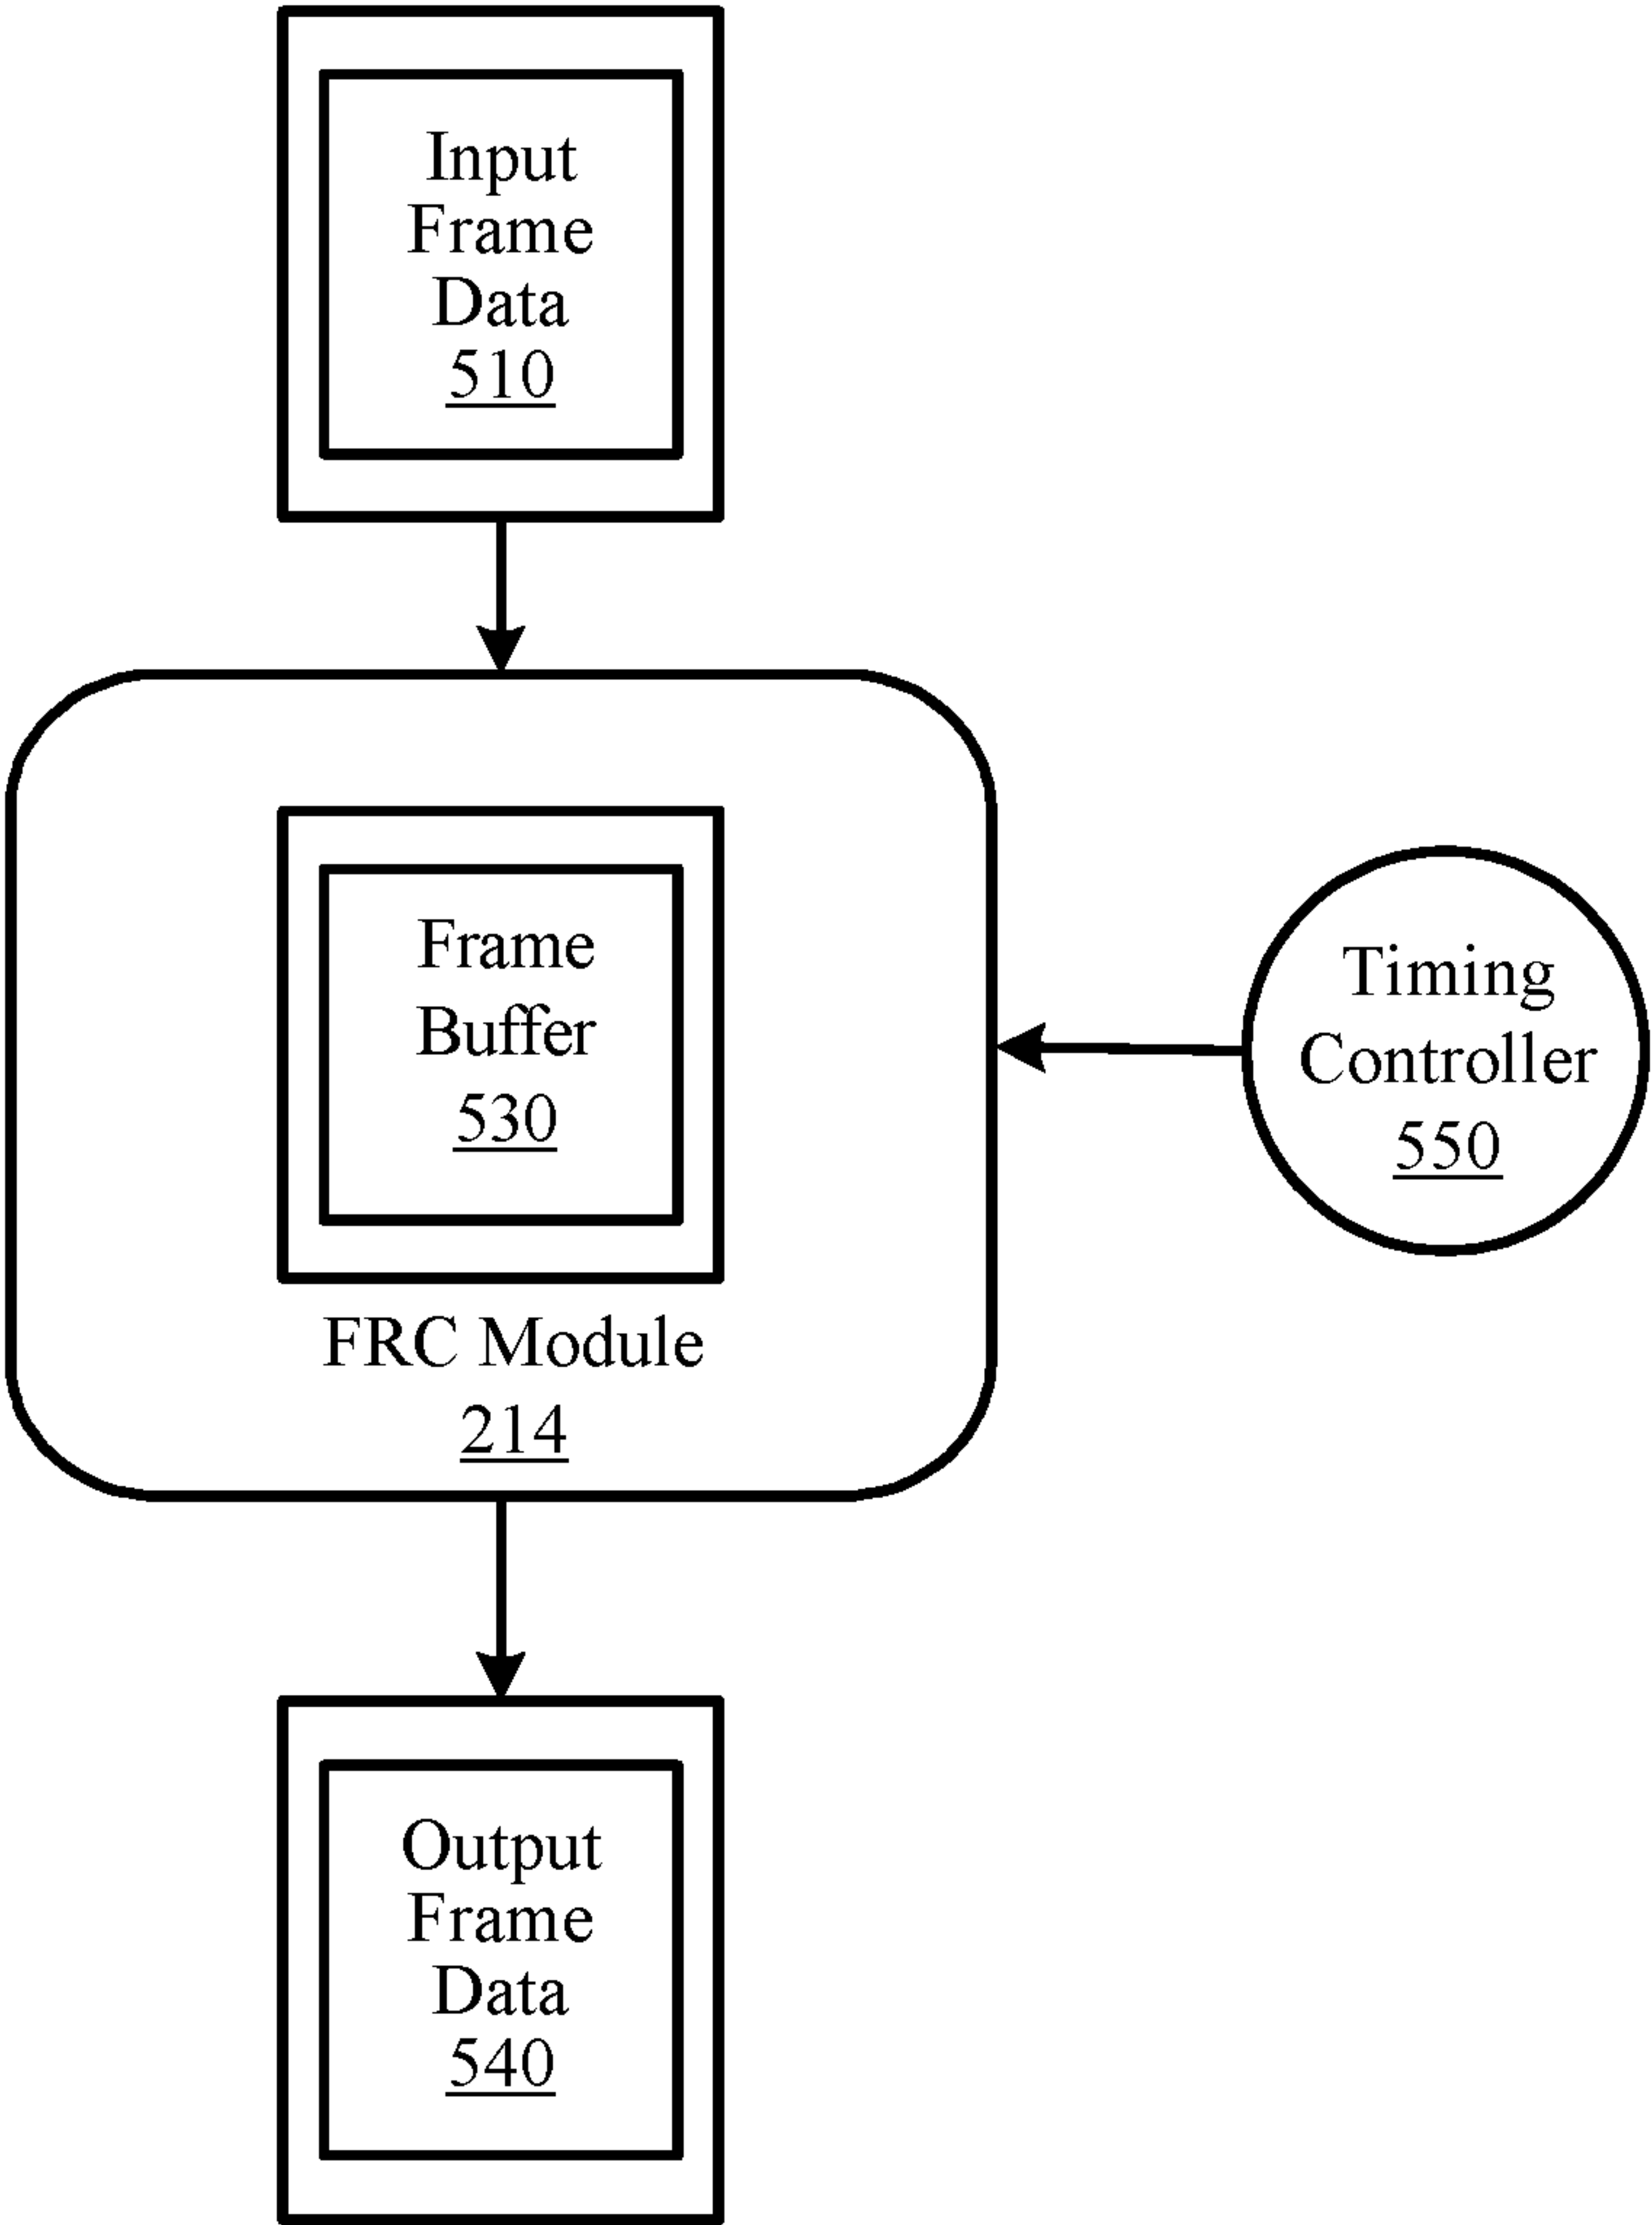 Input
Frame
Data
510
Frame
Buffer
530
FRC Module
214
Timing
Controller
550
Output
Frame
Data
540